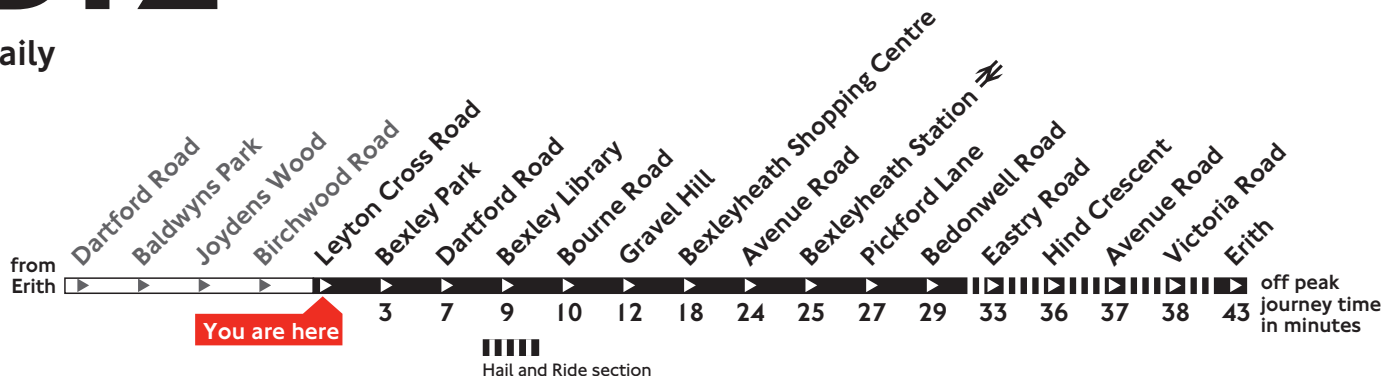 aily
Dartford Road
Baldwyns Park
Joydens Wood
Birchwood Road
Leyton Cross Road
Bexley Park
Dartford Road
Bexley Library
Bourne Road
Gravel Hill
Bexleyheath Shopping Centre
Avenue Road
Bexleyheath Station
Pickford Lane
Bedonwell Road
Eastry Road
Hind Crescent
Avenue Road
Victoria Road
Erith
from
Erith
You are here
3 7 9 10 12 18 24 25 27 29 33 36 37 38 43
off peak
journey time
in minutes
Hail and Ride section